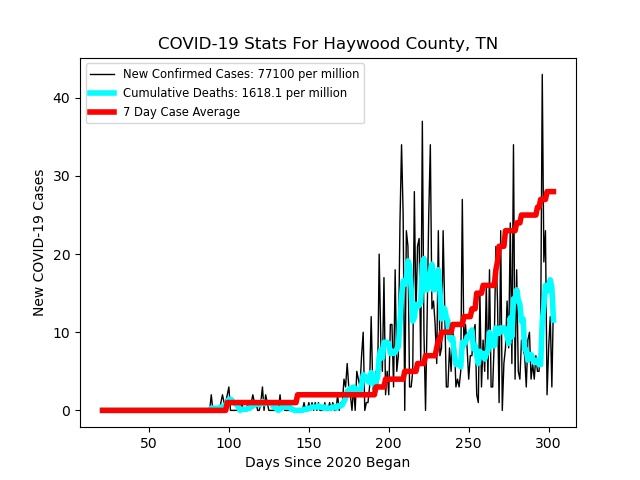 COVID-19 Stats For Haywood County, TN
New Confirmed Cases: 77100 per million
Cumulative Deaths: 1618.1 per million
7 Day Case Average
New COVID-19 Cases
40
30
20
10
0
50 100 150 200 250 300
Days Since 2020 Began